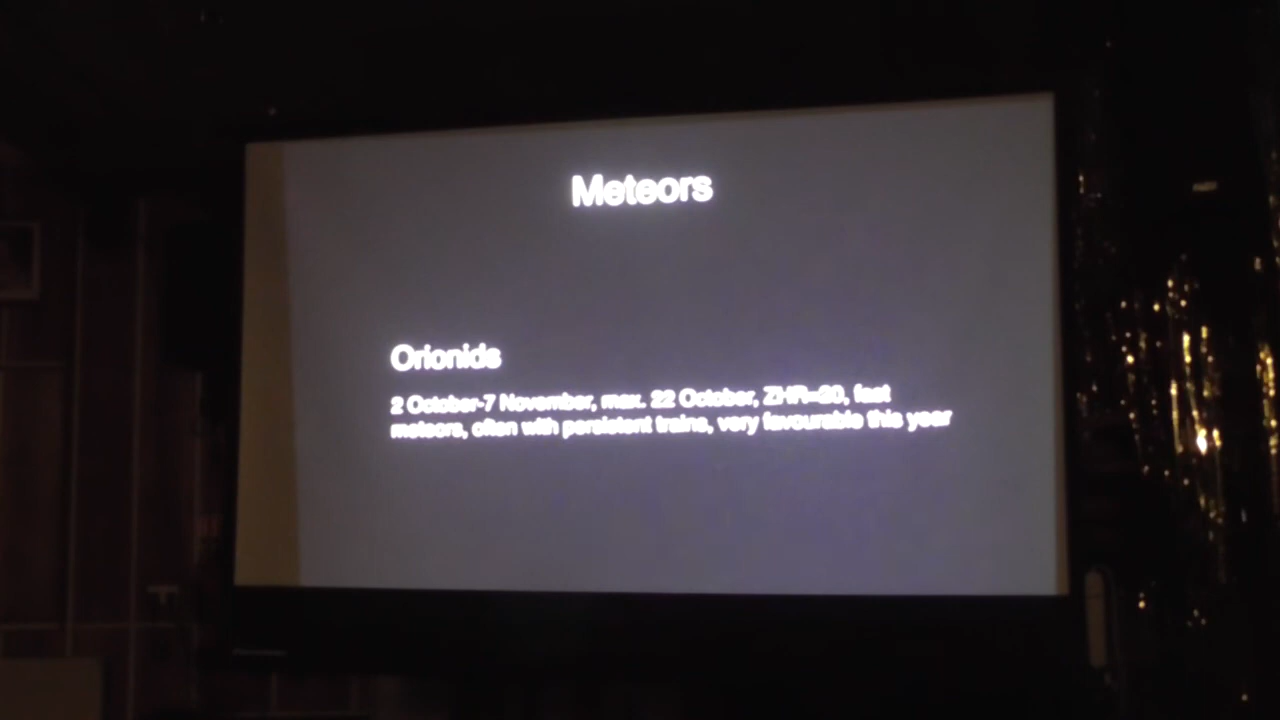 Meteors
Orionids
2 October-7 November, max. 22 October, ZHR=20, fast
meteors, often with persistent trains, very favourable this year